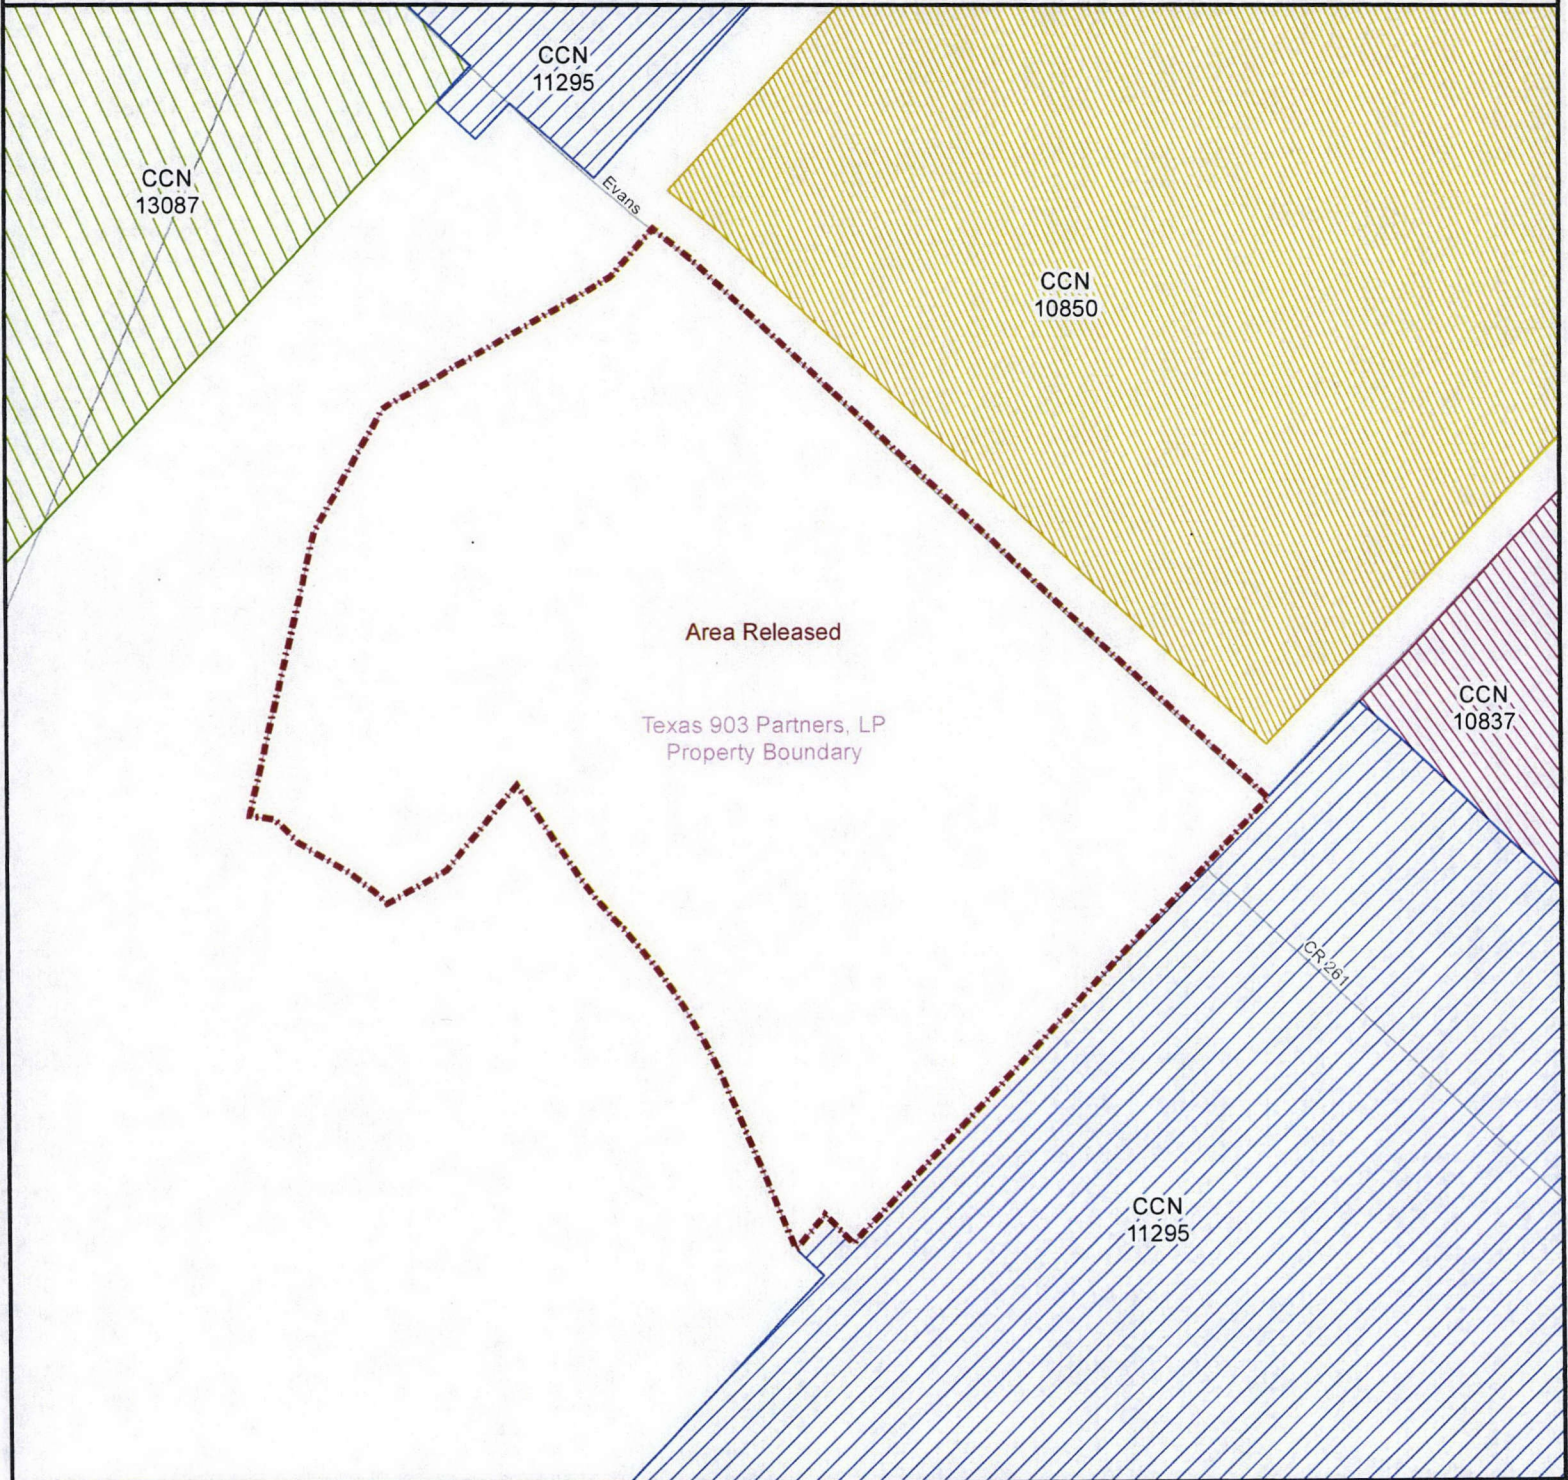 CCN
11295
CCN
13087
Evans
CCN
10850
Area Released
Texas 903 Partners, LP
Property Boundary
CCN
10837
CR 261
CCN
11295